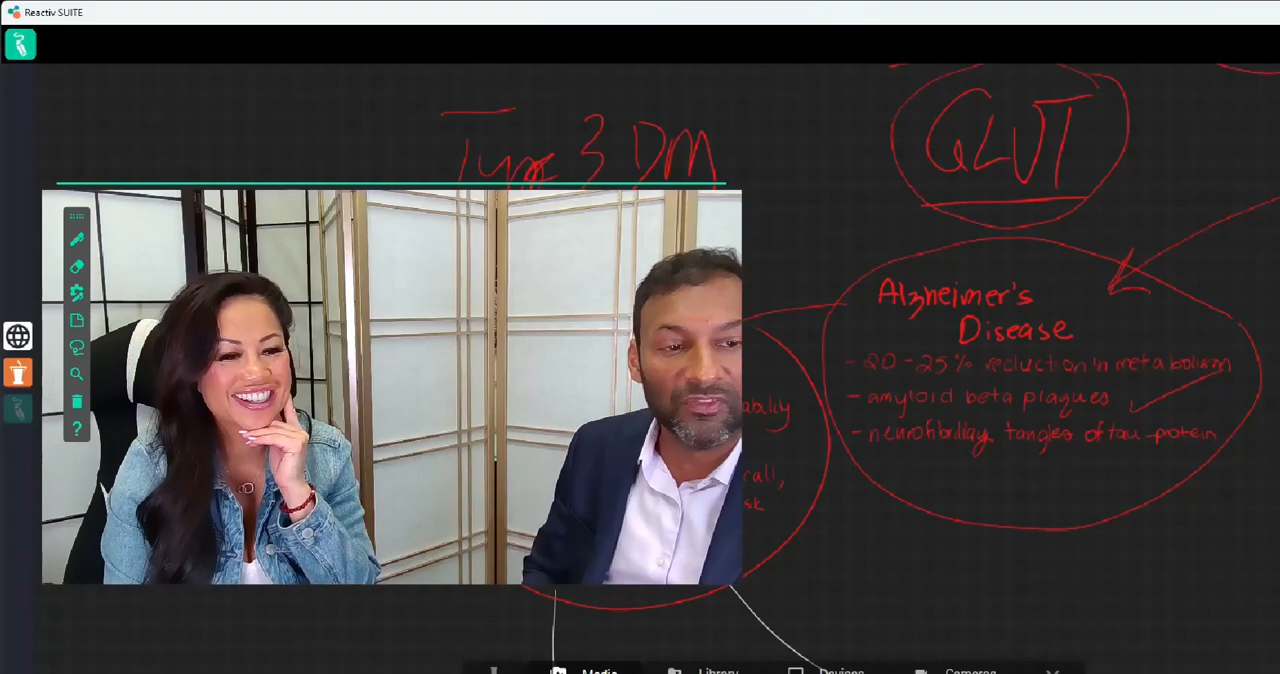 Reactiv SUITE
Type 3 DM
GLUT
Alzheimer's
Disease
- 20-25% reduction in metabolism
- amyloid beta plaques
- neurofibrillay tangles of tau-protein
ability
call,
sk
?
Media
Library
Devices
Cameras